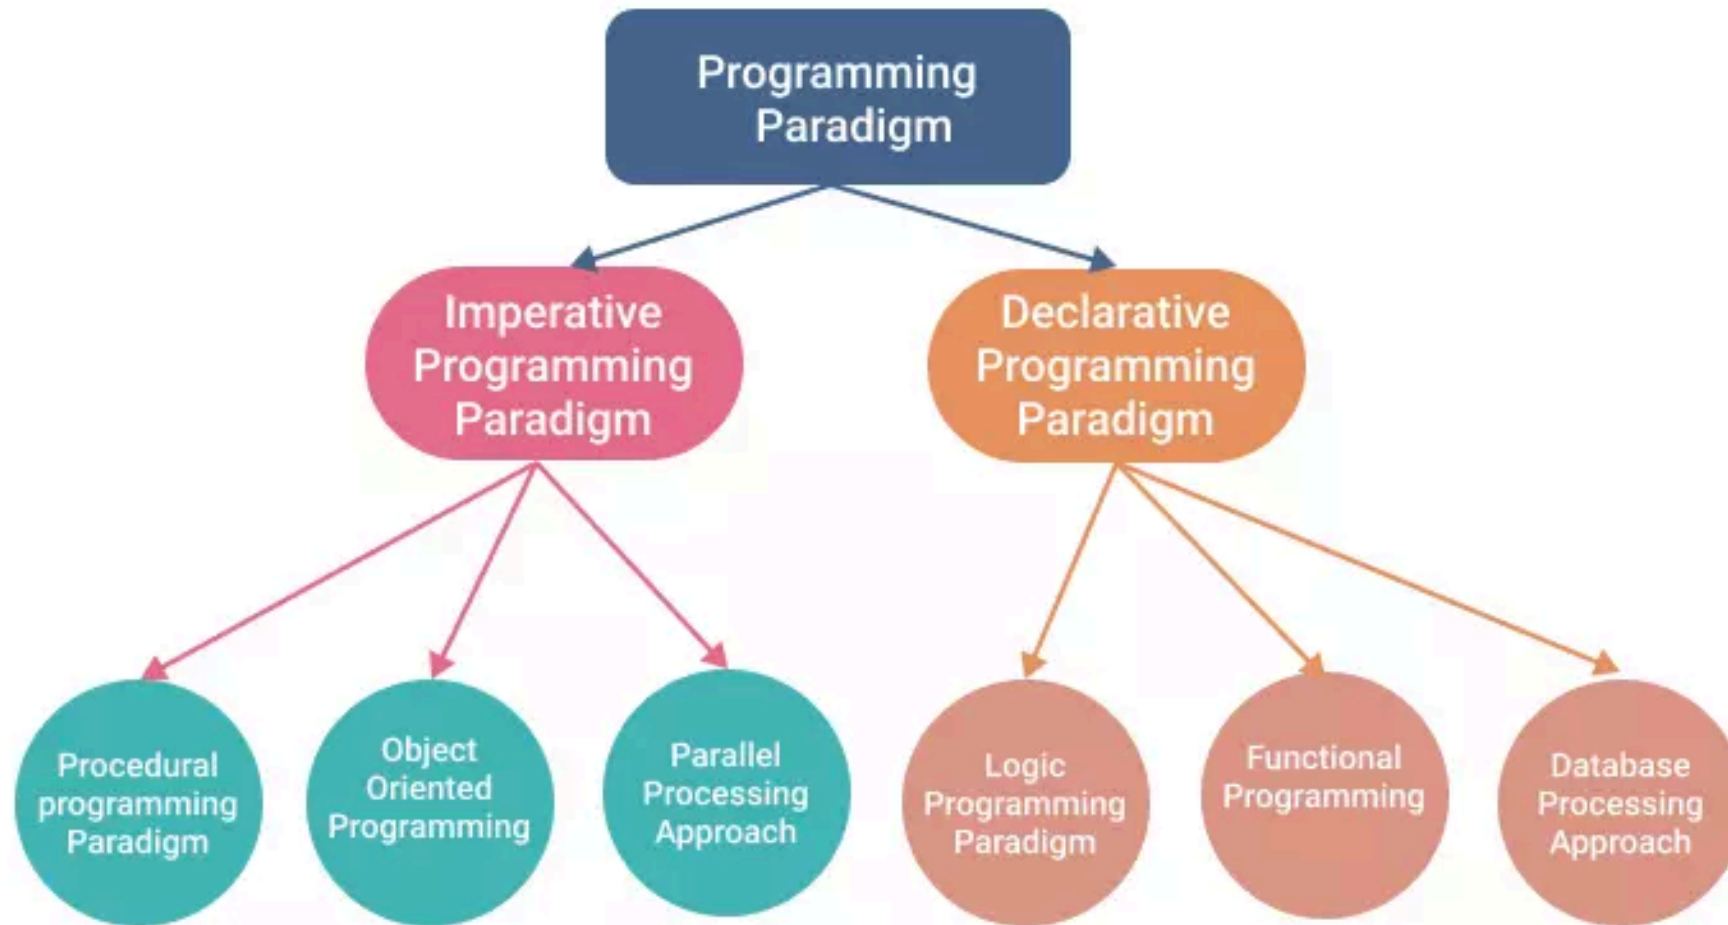 Programming
Paradigm
Imperative
Programming
Paradigm
Declarative
Programming
Paradigm
Procedural
programming
Paradigm
Object
Oriented
Programming
Parallel
Processing
Approach
Logic
Programming
Paradigm
Functional
Programming
Database
Processing
Approach